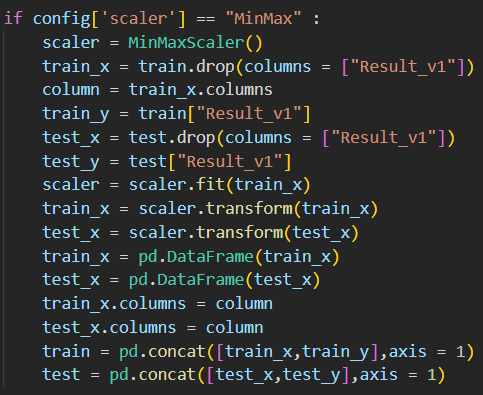 if config['scaler'] == "MinMax" :
    scaler = MinMaxScaler()
    train_x = train.drop(columns = ["Result_v1"])
    column = train_x.columns
    train_y = train["Result_v1"]
    test_x = test.drop(columns = ["Result_v1"])
    test_y = test["Result_v1"]
    scaler = scaler.fit(train_x)
    train_x = scaler.transform(train_x)
    test_x = scaler.transform(test_x)
    train_x = pd.DataFrame(train_x)
    test_x = pd.DataFrame(test_x)
    train_x.columns = column
    test_x.columns = column
    train = pd.concat([train_x,train_y],axis = 1)
    test = pd.concat([test_x,test_y],axis = 1)